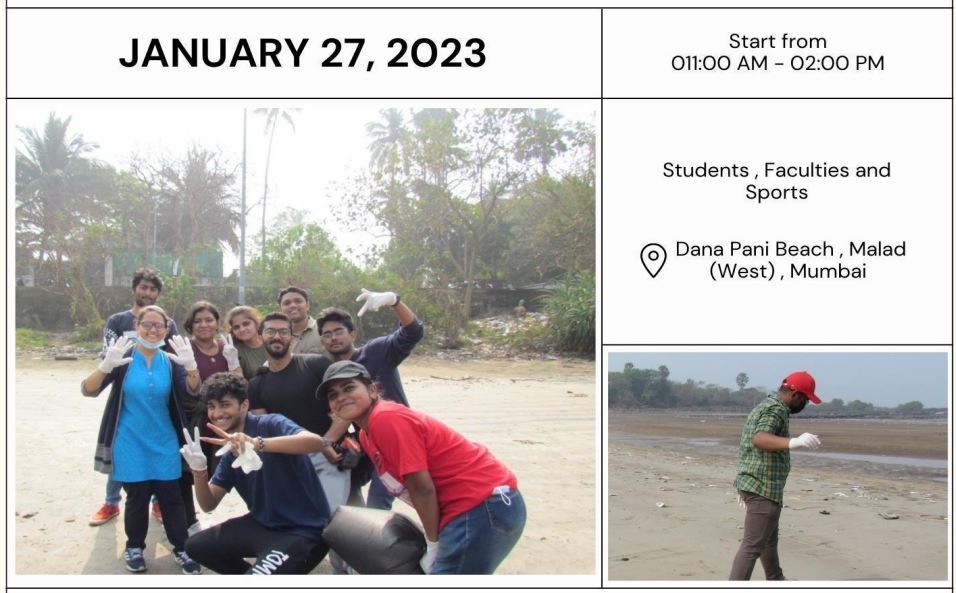 JANUARY 27, 2023
Start from
011:00 AM - 02:00 PM
Students , Faculties and
Sports
Dana Pani Beach , Malad
(West) , Mumbai